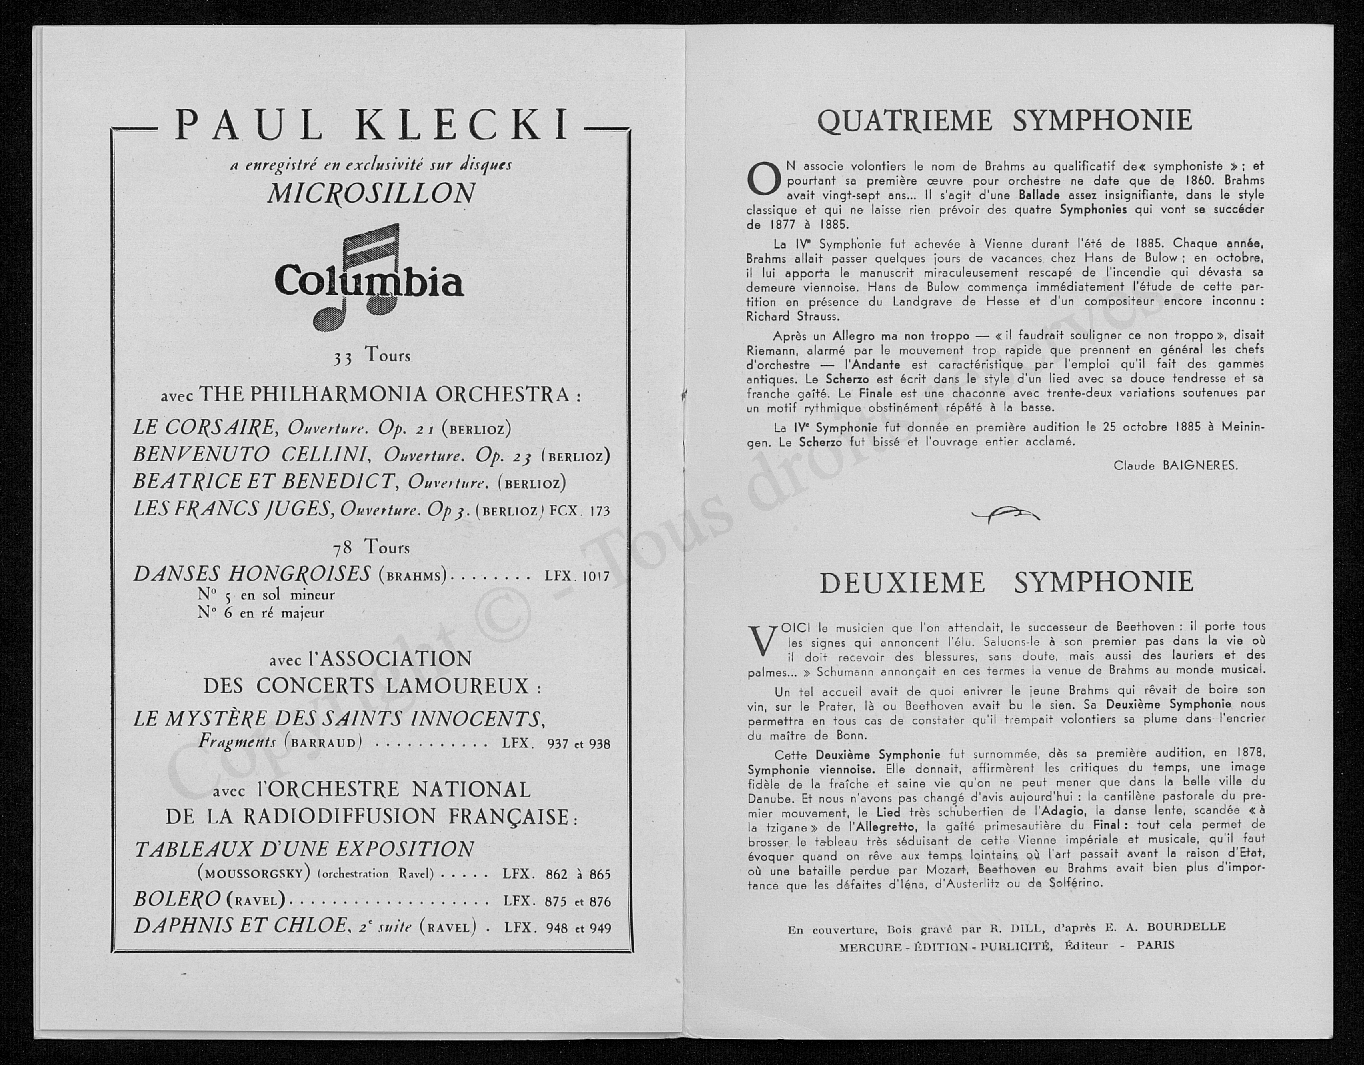 PAUL KLECKI
a enregistré en exclusivité sur disques
MICROSILLON
Columbia
33 Tours
avec THE PHILHARMONIA ORCHESTRA :
LE CORSAIRE, Ouverture. Op. 21 (BERLIOZ)
BENVENUTO CELLINI, Ouverture. Op. 23 (BERLIOZ)
BEATRICE ET BENEDICT, Ouverture. (BERLIOZ)
LES FRANCS JUGES, Ouverture. Op 3. (BERLIOZ) FCX. 173
78 Tours
DANSES HONGROISES (BRAHMS) . . . . . . . . LFX. 1017
N° 5 en sol mineur
N° 6 en ré majeur
avec l'ASSOCIATION
DES CONCERTS LAMOUREUX :
LE MYSTÈRE DES SAINTS INNOCENTS,
Fragments (BARRAUD) . . . . . . . . . . . LFX. 937 et 938
avec l'ORCHESTRE NATIONAL
DE LA RADIODIFFUSION FRANÇAISE :
TABLEAUX D'UNE EXPOSITION
(MOUSSORGSKY) (orchestration Ravel) . . . . . LFX. 862 à 865
BOLERO (RAVEL) . . . . . . . . . . . . . . . . . . . LFX. 875 et 876
DAPHNIS ET CHLOE, 2e suite (RAVEL) . LFX. 948 et 949
QUATRIEME SYMPHONIE
ON associe volontiers le nom de Brahms au qualificatif de« symphoniste » ; et
pourtant sa première œuvre pour orchestre ne date que de 1860. Brahms
avait vingt-sept ans... Il s'agit d'une Ballade assez insignifiante, dans le style
classique et qui ne laisse rien prévoir des quatre Symphonies qui vont se succéder
de 1877 à 1885.
La IVe Symphonie fut achevée à Vienne durant l'été de 1885. Chaque année,
Brahms allait passer quelques jours de vacances chez Hans de Bulow ; en octobre,
il lui apporta le manuscrit miraculeusement rescapé de l'incendie qui dévasta sa
demeure viennoise. Hans de Bulow commença immédiatement l'étude de cette par-
tition en présence du Landgrave de Hesse et d'un compositeur encore inconnu :
Richard Strauss.
Après un Allegro ma non troppo — « il faudrait souligner ce non troppo », disait
Riemann, alarmé par le mouvement trop rapide que prennent en général les chefs
d'orchestre — l'Andante est caractéristique par l'emploi qu'il fait des gammes
antiques. Le Scherzo est écrit dans le style d'un lied avec sa douce tendresse et sa
franche gaîté. Le Finale est une chaconne avec trente-deux variations soutenues par
un motif rythmique obstinément répété à la basse.
La IVe Symphonie fut donnée en première audition le 25 octobre 1885 à Meinin-
gen. Le Scherzo fut bissé et l'ouvrage entier acclamé.
Claude BAIGNERES.
DEUXIEME SYMPHONIE
VOICI le musicien que l'on attendait, le successeur de Beethoven : il porte tous
les signes qui annoncent l'élu. Saluons-le à son premier pas dans la vie où
il doit recevoir des blessures, sans doute, mais aussi des lauriers et des
palmes... » Schumann annonçait en ces termes la venue de Brahms au monde musical.
Un tel accueil avait de quoi enivrer le jeune Brahms qui rêvait de boire son
vin, sur le Prater, là ou Beethoven avait bu le sien. Sa Deuxième Symphonie nous
permettra en tous cas de constater qu'il trempait volontiers sa plume dans l'encrier
du maître de Bonn.
Cette Deuxième Symphonie fut surnommée, dès sa première audition, en 1878,
Symphonie viennoise. Elle donnait, affirmèrent les critiques du temps, une image
fidèle de la fraîche et saine vie qu'on ne peut mener que dans la belle ville du
Danube. Et nous n'avons pas changé d'avis aujourd'hui : la cantilène pastorale du pre-
mier mouvement, le Lied très schubertien de l'Adagio, la danse lente, scandée « à
la tzigane » de l'Allegretto, la gaîté primesautière du Final : tout cela permet de
brosser le tableau très séduisant de cette Vienne impériale et musicale, qu'il faut
évoquer quand on rêve aux temps lointains où l'art passait avant la raison d'Etat,
où une bataille perdue par Mozart, Beethoven ou Brahms avait bien plus d'impor-
tance que les défaites d'Iéna, d'Austerlitz ou de Solférino.
En couverture, Bois gravé par R. DILL, d'après E. A. BOURDELLE
MERCURE - ÉDITION - PUBLICITÉ, Éditeur - PARIS
Copyright © - Tous droits réservés